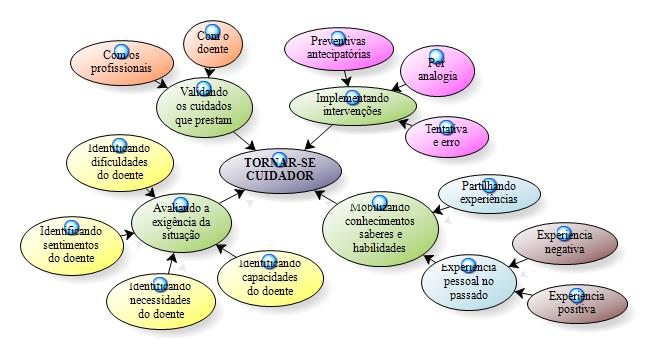 Com os
profissionais
Com o
doente
Validando
os cuidados
que prestam
Preventivas
antecipatórias
Por
analogia
Implementando
intervenções
Tentativa
e erro
TORNAR-SE
CUIDADOR
Identificando
dificuldades
do doente
Avaliando a
exigência da
situação
Identificando
sentimentos
do doente
Identificando
necessidades
do doente
Identificando
capacidades
do doente
Mobilizando
conhecimentos
saberes e
habilidades
Partilhando
experiências
Experiência
pessoal no
passado
Experiência
negativa
Experiência
positiva